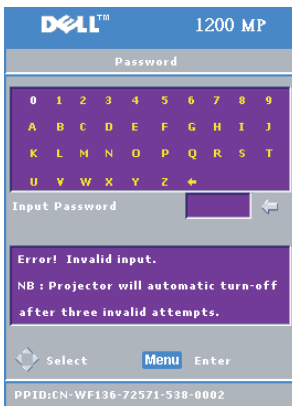 DELL™ 1200 MP
Password
0 1 2 3 4 5 6 7 8 9
A B C D E F G H I J
K L M N O P Q R S T
U V W X Y Z ←
Input Password
Error! Invalid input.
NB : Projector will automatic turn-off
after three invalid attempts.
Select Menu Enter
PPID:CN-WF136-72571-538-0002